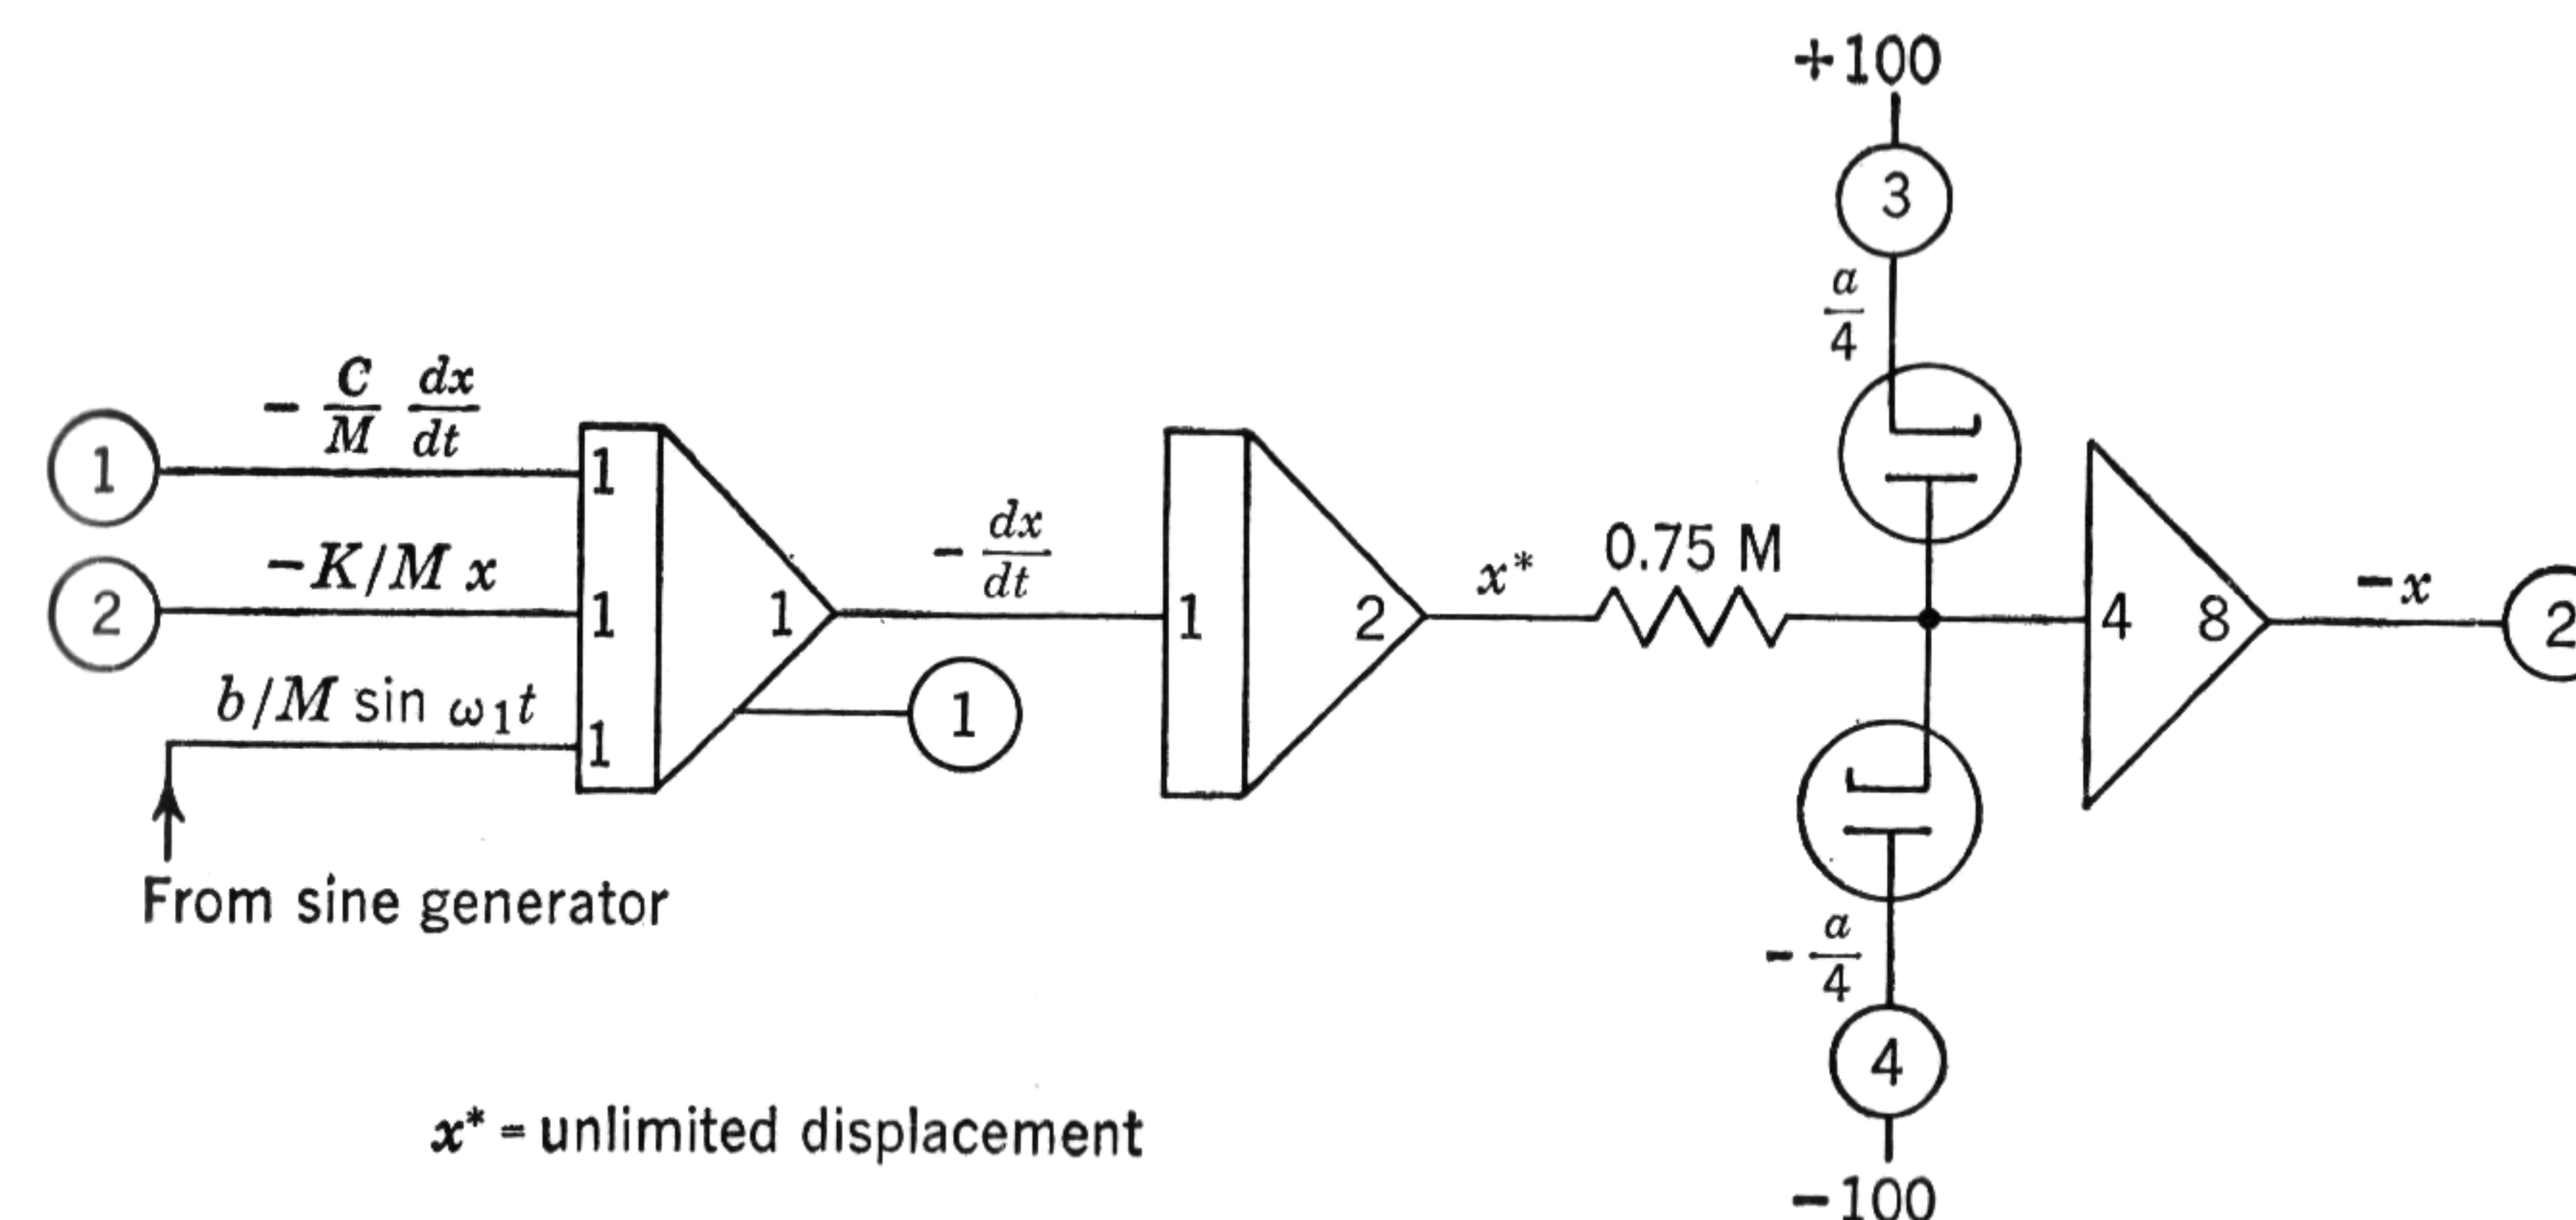 +100
3
a/4
- C/M dx/dt
1
1
-K/M x
2
1
1
- dx/dt
1
2
x*
0.75 M
4
8
-x
2
b/M sin ω₁t
1
1
From sine generator
- a/4
4
x* = unlimited displacement
-100